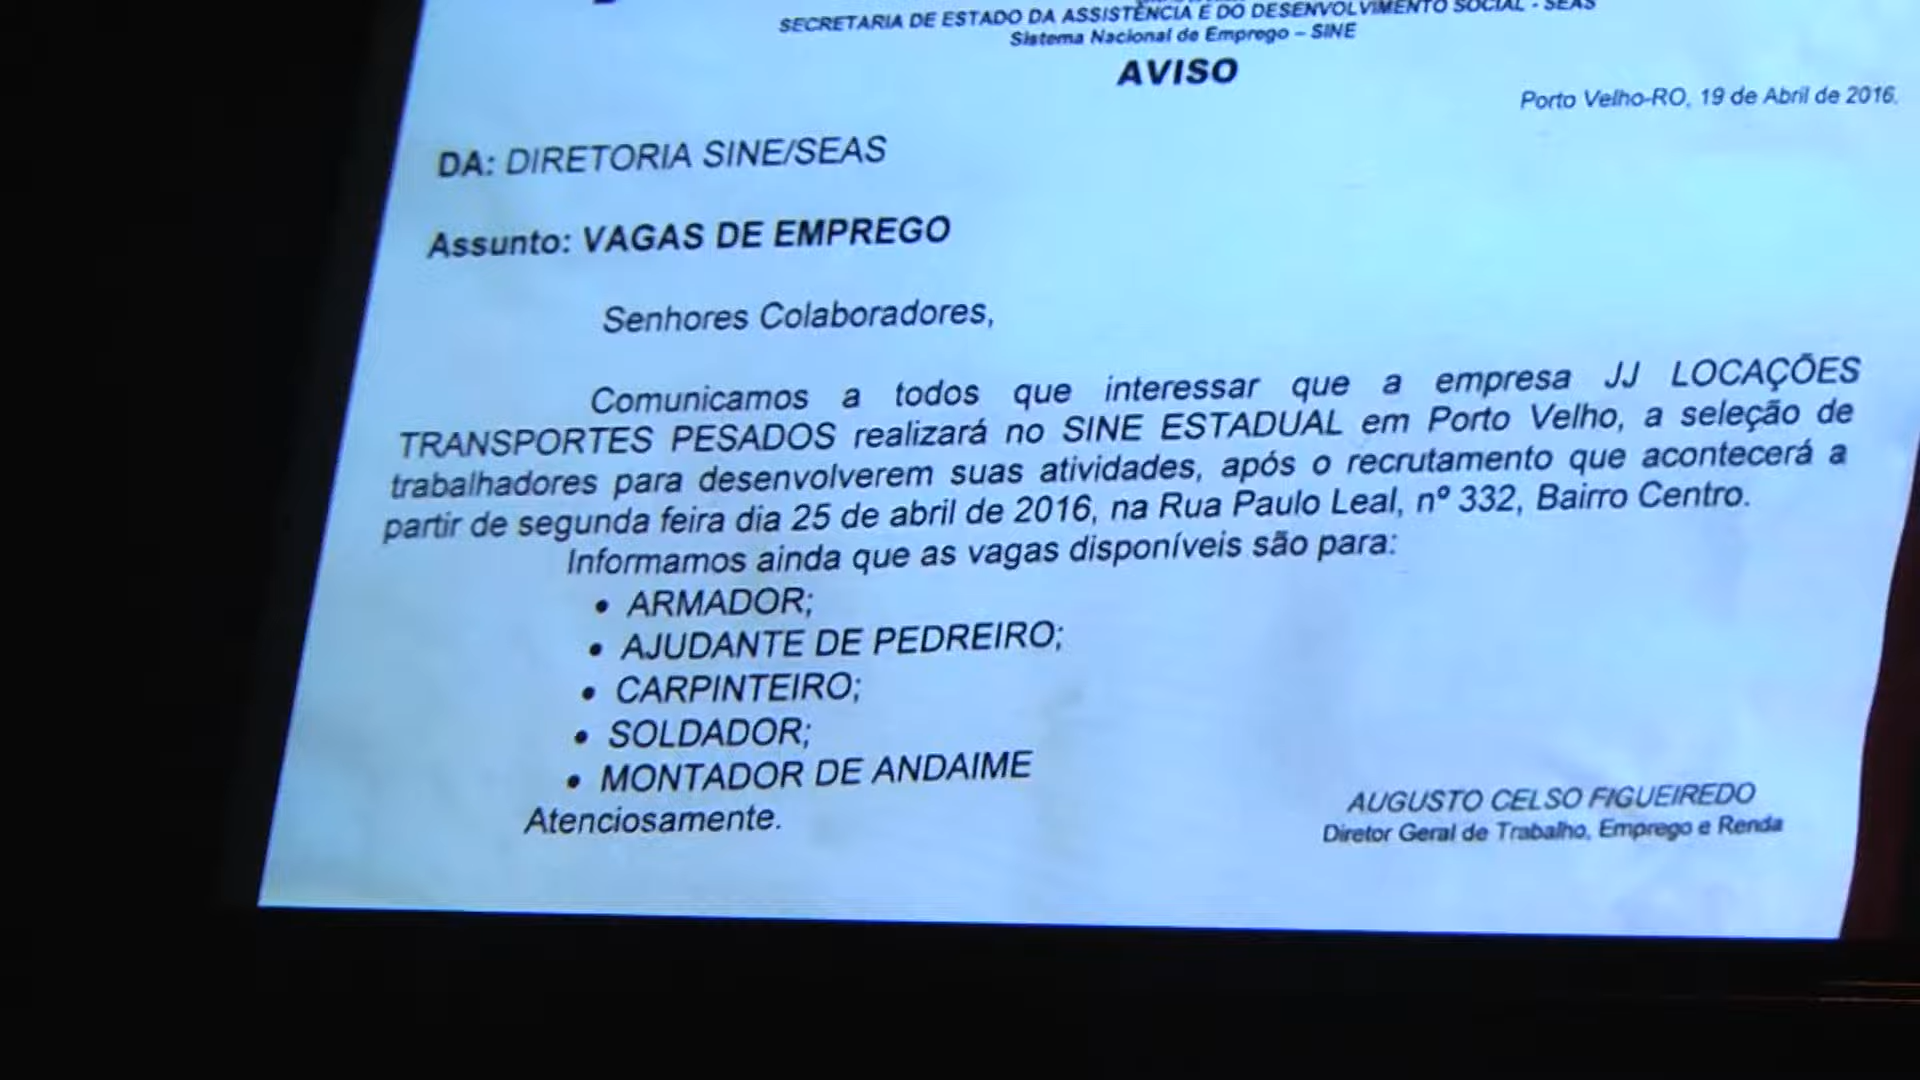 SECRETARIA DE ESTADO DA ASSISTÊNCIA E DO DESENVOLVIMENTO SOCIAL - SEAS
Sistema Nacional de Emprego – SINE
AVISO
Porto Velho-RO, 19 de Abril de 2016.
DA: DIRETORIA SINE/SEAS
Assunto: VAGAS DE EMPREGO
Senhores Colaboradores,
Comunicamos a todos que interessar que a empresa JJ LOCAÇÕES
TRANSPORTES PESADOS realizará no SINE ESTADUAL em Porto Velho, a seleção de
trabalhadores para desenvolverem suas atividades, após o recrutamento que acontecerá a
partir de segunda feira dia 25 de abril de 2016, na Rua Paulo Leal, nº 332, Bairro Centro.
Informamos ainda que as vagas disponíveis são para:
• ARMADOR;
• AJUDANTE DE PEDREIRO;
• CARPINTEIRO;
• SOLDADOR;
• MONTADOR DE ANDAIME
Atenciosamente.
AUGUSTO CELSO FIGUEIREDO
Diretor Geral de Trabalho, Emprego e Renda